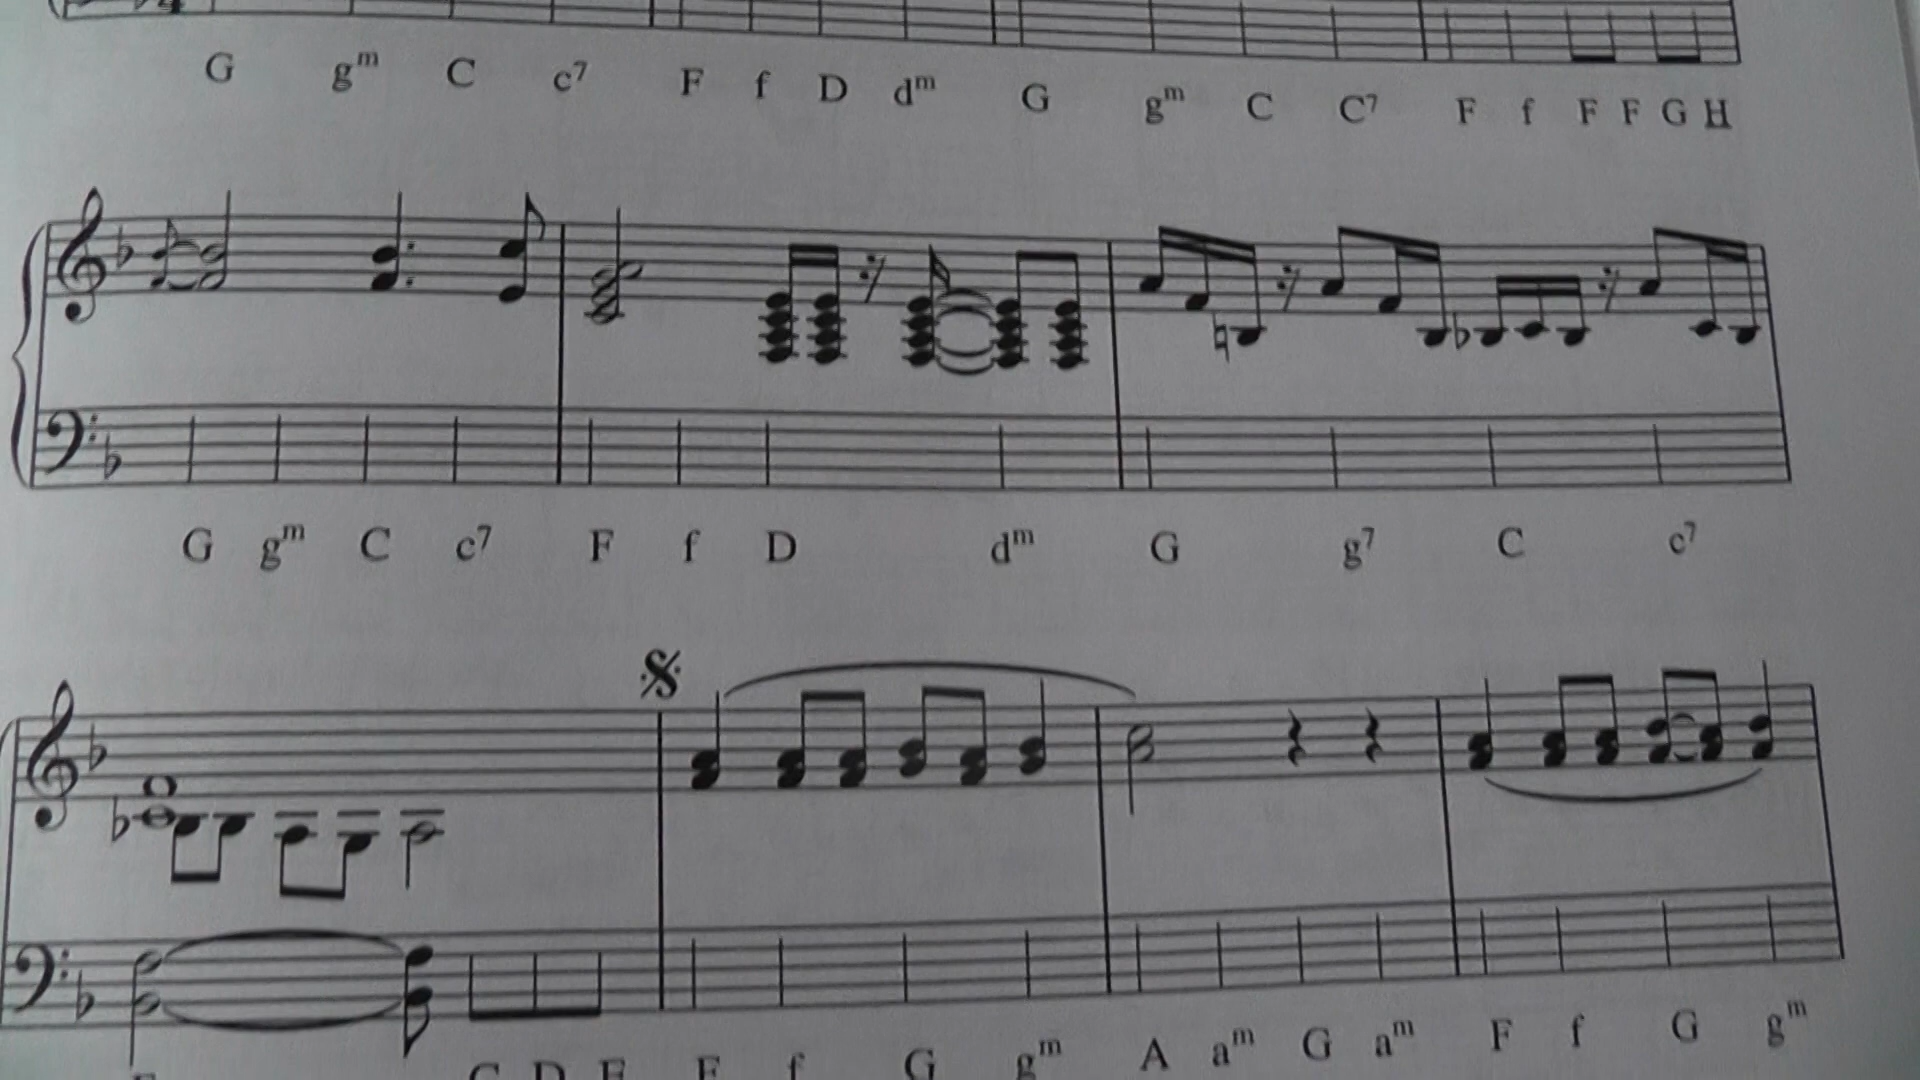 G gm C c7 F f D dm G gm C C7 F f F F G H
G gm C c7 F f D dm G g7 C c7
C D E F f G gm A am G am F f G gm